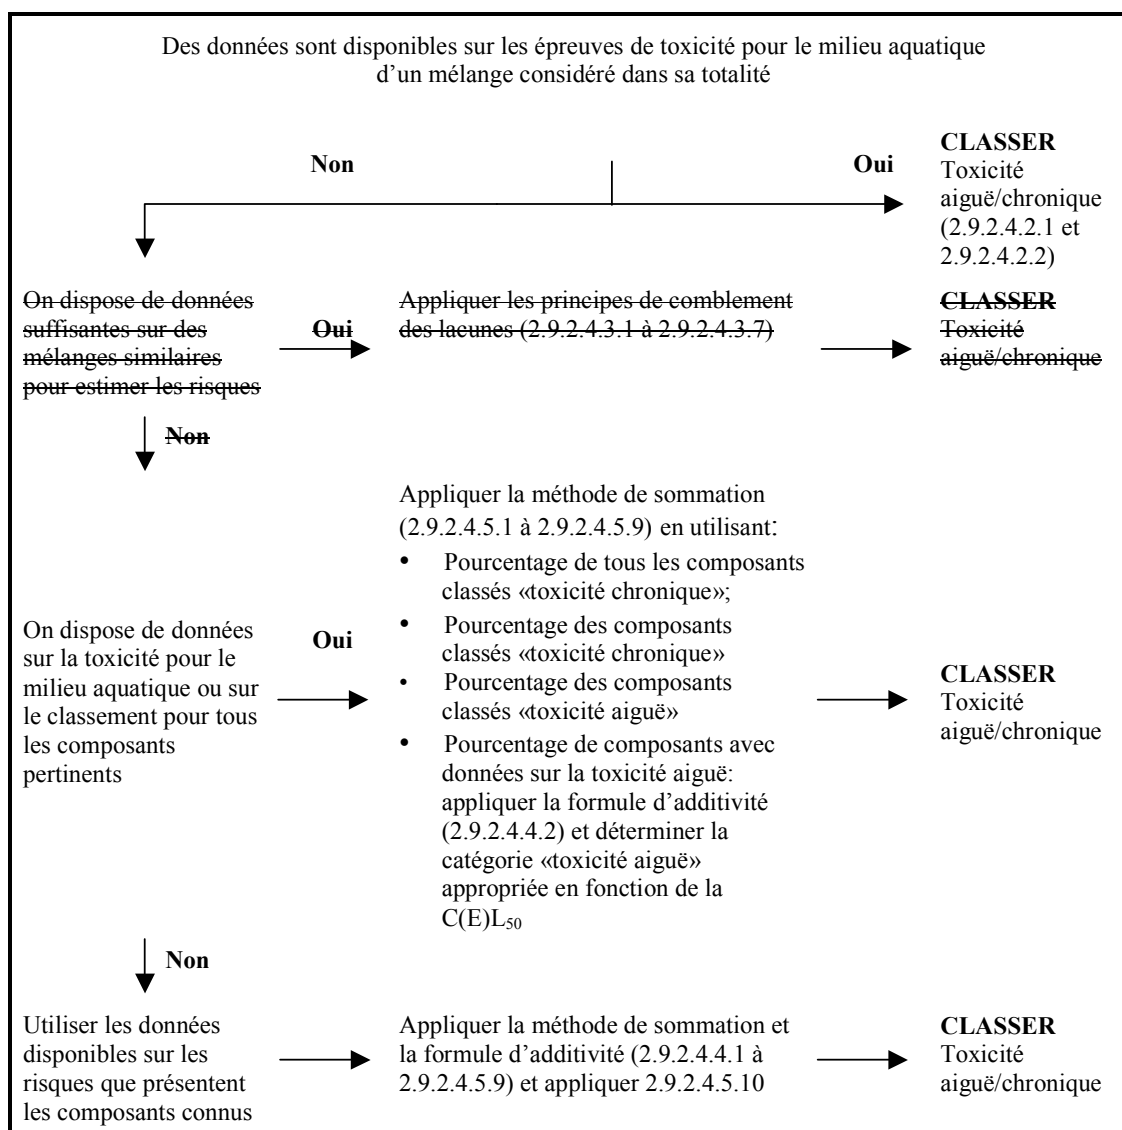 Des données sont disponibles sur les épreuves de toxicité pour le milieu aquatique
d'un mélange considéré dans sa totalité
Non
Oui
CLASSER
Toxicité
aiguë/chronique
(2.9.2.4.2.1 et
2.9.2.4.2.2)
On dispose de données
suffisantes sur des
mélanges similaires
pour estimer les risques
Oui
Appliquer les principes de comblement
des lacunes (2.9.2.4.3.1 à 2.9.2.4.3.7)
CLASSER
Toxicité
aiguë/chronique
Non
On dispose de données
sur la toxicité pour le
milieu aquatique ou sur
le classement pour tous
les composants
pertinents
Oui
Appliquer la méthode de sommation
(2.9.2.4.5.1 à 2.9.2.4.5.9) en utilisant:
• Pourcentage de tous les composants
classés «toxicité chronique»;
• Pourcentage des composants
classés «toxicité chronique»
• Pourcentage des composants
classés «toxicité aiguë»
• Pourcentage de composants avec
données sur la toxicité aiguë:
appliquer la formule d'additivité
(2.9.2.4.4.2) et déterminer la
catégorie «toxicité aiguë»
appropriée en fonction de la
C(E)L50
CLASSER
Toxicité
aiguë/chronique
Non
Utiliser les données
disponibles sur les
risques que présentent
les composants connus
Appliquer la méthode de sommation et
la formule d'additivité (2.9.2.4.4.1 à
2.9.2.4.5.9) et appliquer 2.9.2.4.5.10
CLASSER
Toxicité
aiguë/chronique